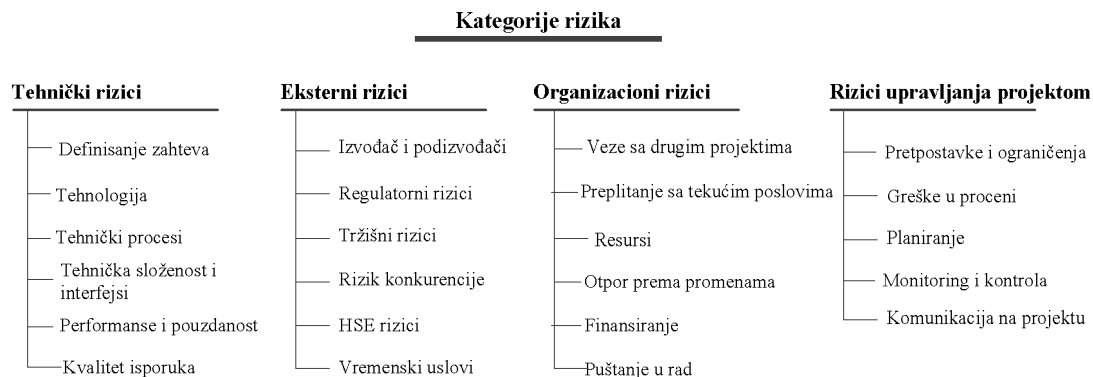 Kategorije rizika
Tehnički rizici
Definisanje zahteva
Tehnologija
Tehnički procesi
Tehnička složenost i
interfejsi
Performanse i pouzdanost
Kvalitet isporuka
Eksterni rizici
Izvođač i podizvođači
Regulatorni rizici
Tržišni rizici
Rizik konkurencije
HSE rizici
Vremenski uslovi
Organizacioni rizici
Veze sa drugim projektima
Preplitanje sa tekućim poslovima
Resursi
Otpor prema promenama
Finansiranje
Puštanje u rad
Rizici upravljanja projektom
Pretpostavke i ograničenja
Greške u proceni
Planiranje
Monitoring i kontrola
Komunikacija na projektu